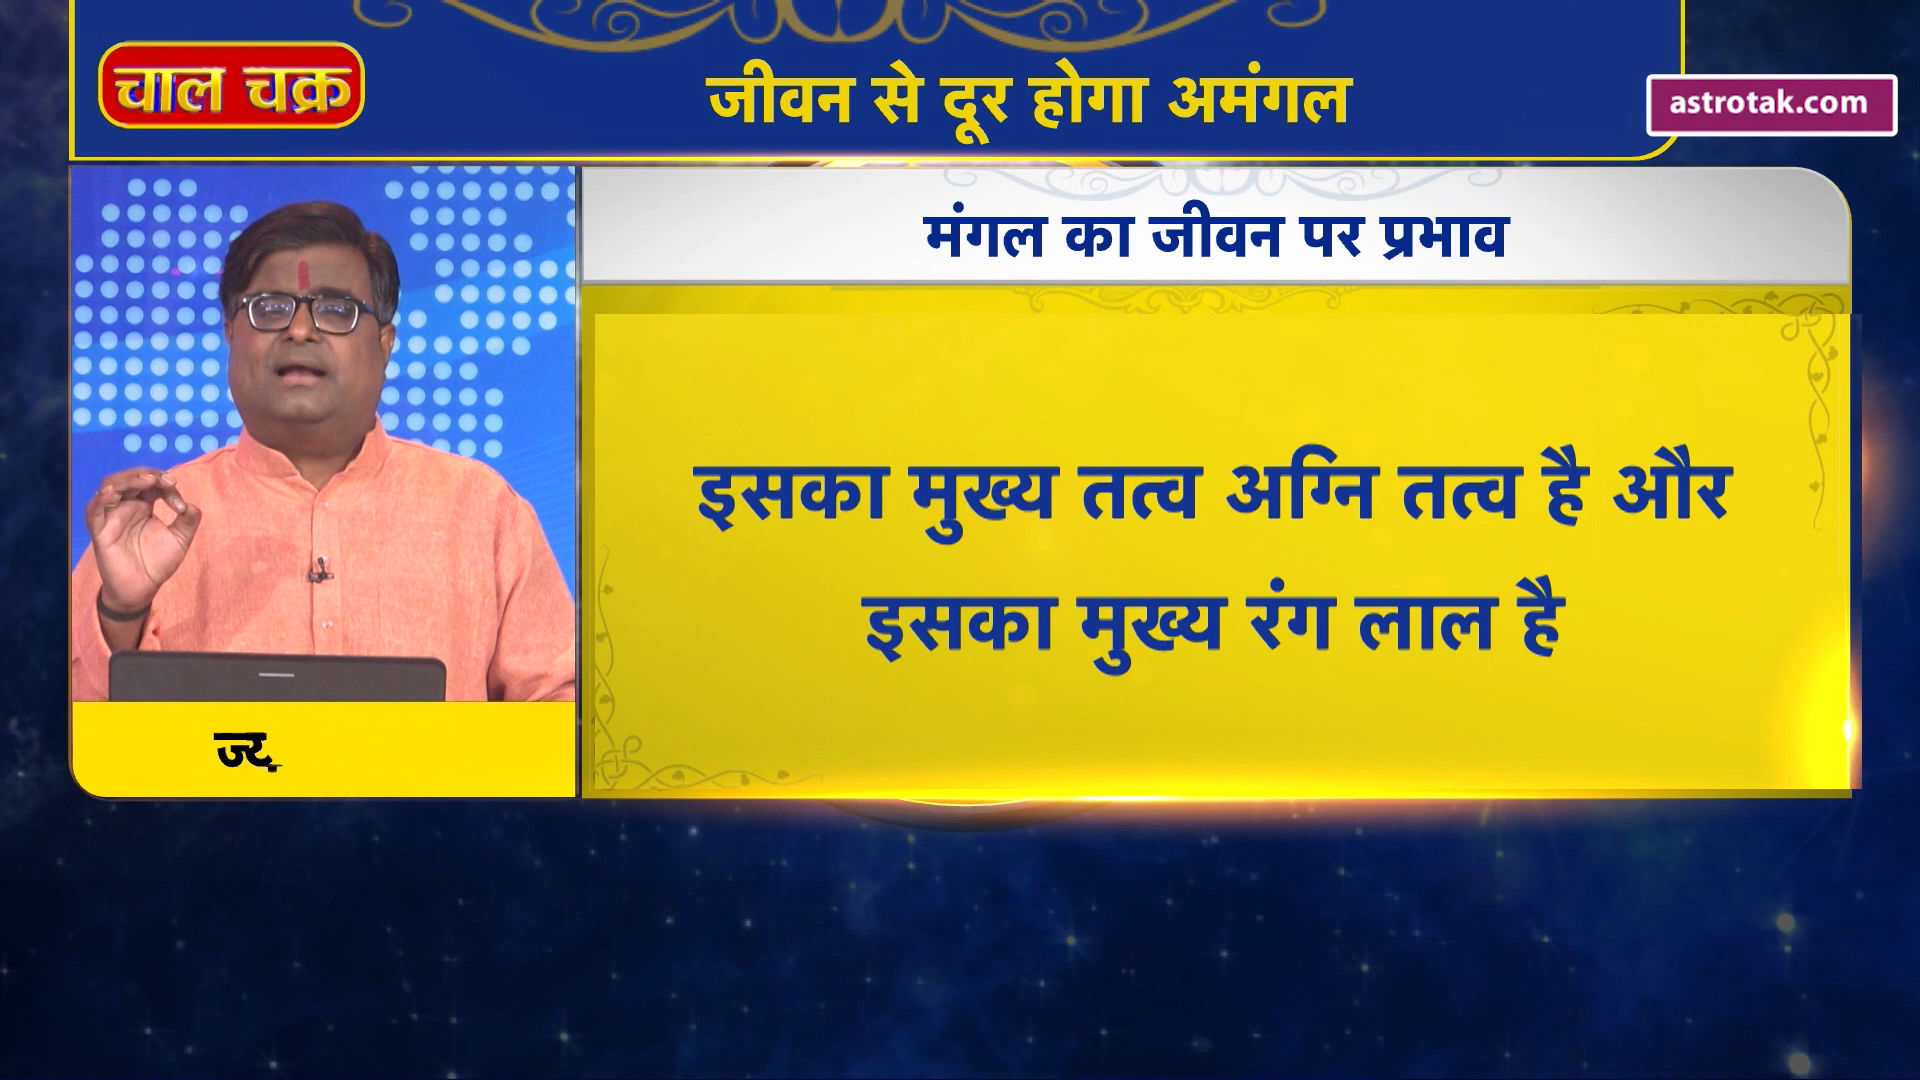 चाल चक्र
जीवन से दूर होगा अमंगल
astrotak.com
मंगल का जीवन पर प्रभाव
इसका मुख्य तत्व अग्नि तत्व है और
इसका मुख्य रंग लाल है